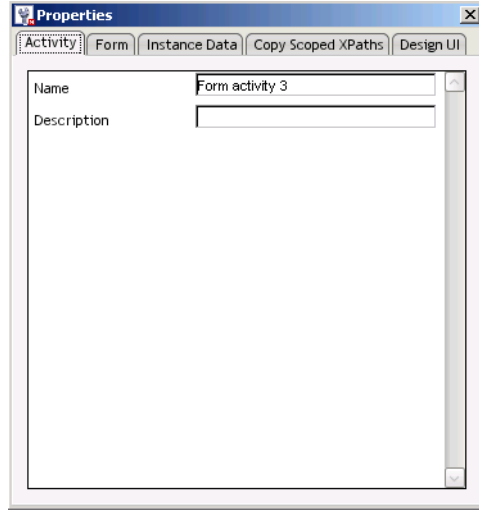 Properties
Activity Form Instance Data Copy Scoped XPaths Design UI
Name Form activity 3
Description